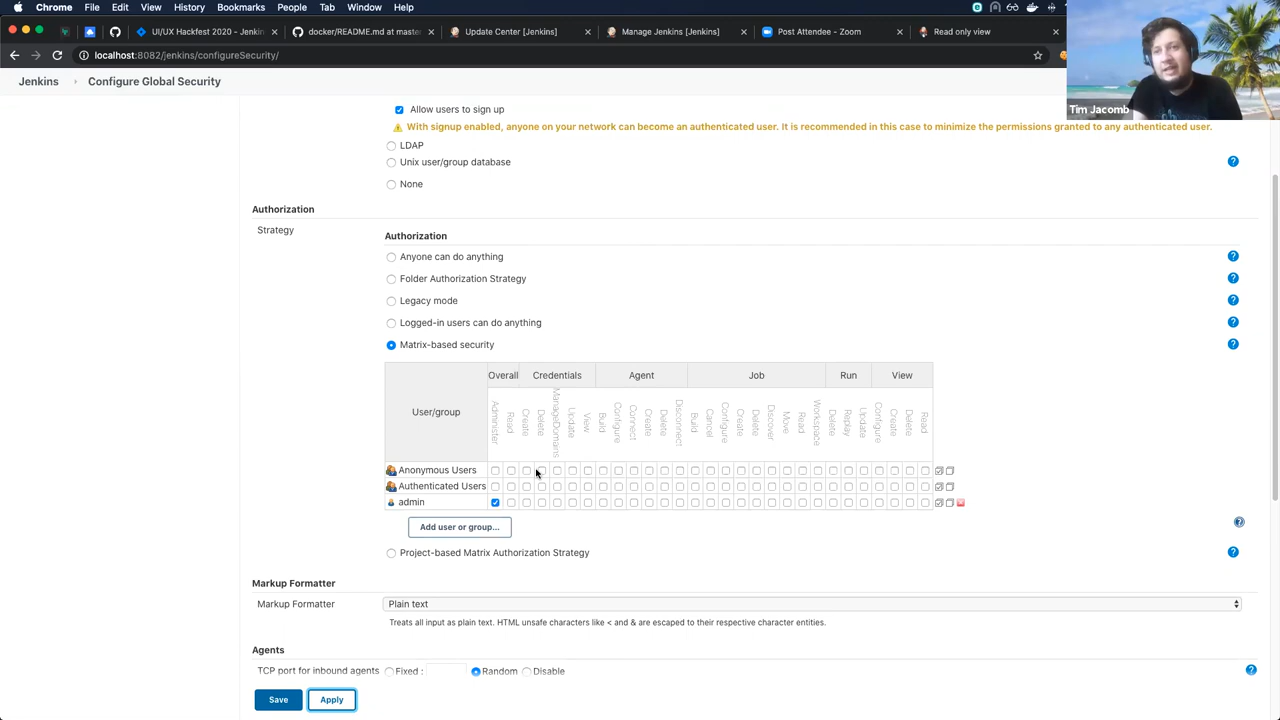 Chrome File Edit View History Bookmarks People Tab Window Help
UI/UX Hackfest 2020 - Jenkins
docker/README.md at master
Update Center [Jenkins]
Manage Jenkins [Jenkins]
Post Attendee - Zoom
Read only view
localhost:8082/jenkins/configureSecurity/
Jenkins Configure Global Security
Tim Jacomb
Allow users to sign up
With signup enabled, anyone on your network can become an authenticated user. It is recommended in this case to minimize the permissions granted to any authenticated user.
LDAP
Unix user/group database
None
Authorization
Strategy
Authorization
Anyone can do anything
Folder Authorization Strategy
Legacy mode
Logged-in users can do anything
Matrix-based security
User/group Overall Credentials Agent Job Run View
Administer Read Create Delete ManageDomains Update View Build Configure Connect Create Delete Disconnect Build Cancel Configure Create Delete Discover Move Read Workspace Delete Replay Update Configure Create Delete Read
Anonymous Users
Authenticated Users
admin
Add user or group...
Project-based Matrix Authorization Strategy
Markup Formatter
Markup Formatter Plain text
Treats all input as plain text. HTML unsafe characters like < and & are escaped to their respective character entities.
Agents
TCP port for inbound agents Fixed : Random Disable
Save Apply